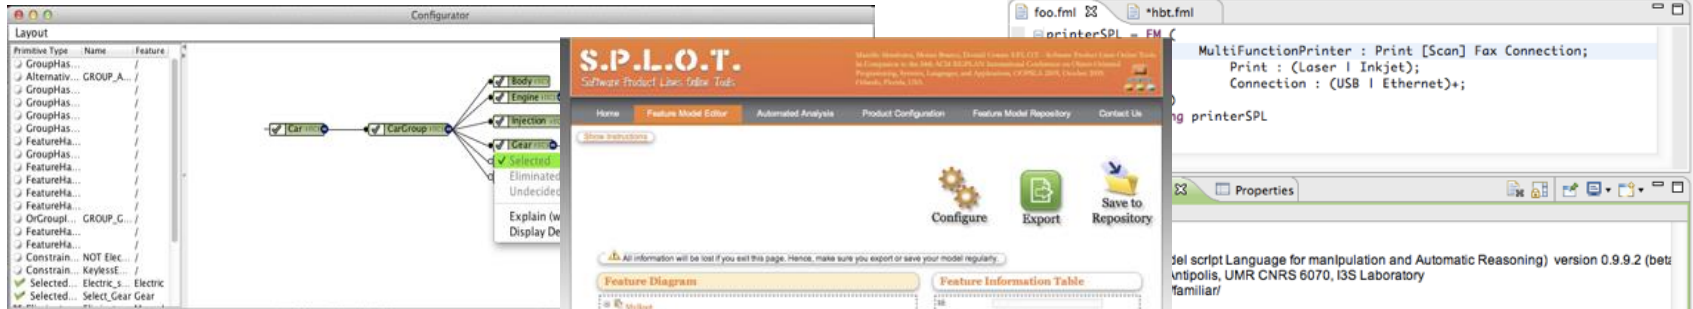 Configurator
Layout
Primitive Type Name Feature
GroupHas... /
Alternativ... GROUP_A... /
GroupHas... /
GroupHas... /
GroupHas... /
GroupHas... /
FeatureHa... /
GroupHas... /
FeatureHa... /
FeatureHa... /
FeatureHa... /
FeatureHa... /
OrGroupI... GROUP_G... /
FeatureHa... /
FeatureHa... /
Constrain... NOT Elec... /
Constrain... KeylessE... /
Selected... Electric_s... Electric
Selected... Select_Gear Gear
Car
CarGroup
Body
Engine
Injection
Gear
Selected
Eliminated
Undecided
Explain (w
Display De
S.P.L.O.T.
Software Product Lines Online Tools
Home Feature Model Editor Automated Analysis Product Configuration Feature Model Repository Contact Us
Show Instructions
Configure
Export
Save to
Repository
All information will be lost if you exit this page. Hence, make sure you export or save your model regularly.
Feature Diagram
Feature Information Table
foo.fml *hbt.fml
printerSPL = FM (
MultiFunctionPrinter : Print [Scan] Fax Connection;
Print : (Laser | Inkjet);
Connection : (USB | Ethernet)+;
)
ng printerSPL
Properties
del script Language for manipulation and Automatic Reasoning) version 0.9.9.2 (beta
Antipolis, UMR CNRS 6070, I3S Laboratory
/familiar/